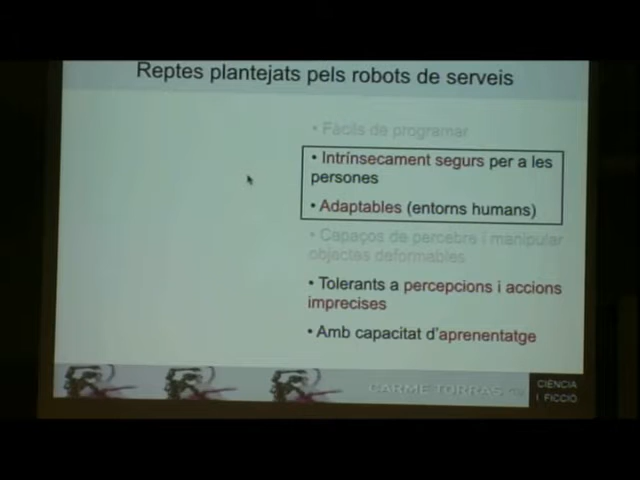 Reptes plantejats pels robots de serveis
• Fàcils de programar
• Intrínsecament segurs per a les
persones
• Adaptables (entorns humans)
• Capaços de percebre i manipular
objectes deformables
• Tolerants a percepcions i accions
imprecises
• Amb capacitat d'aprenentatge
CARME TORRAS
CIÈNCIA
I FICCIÓ